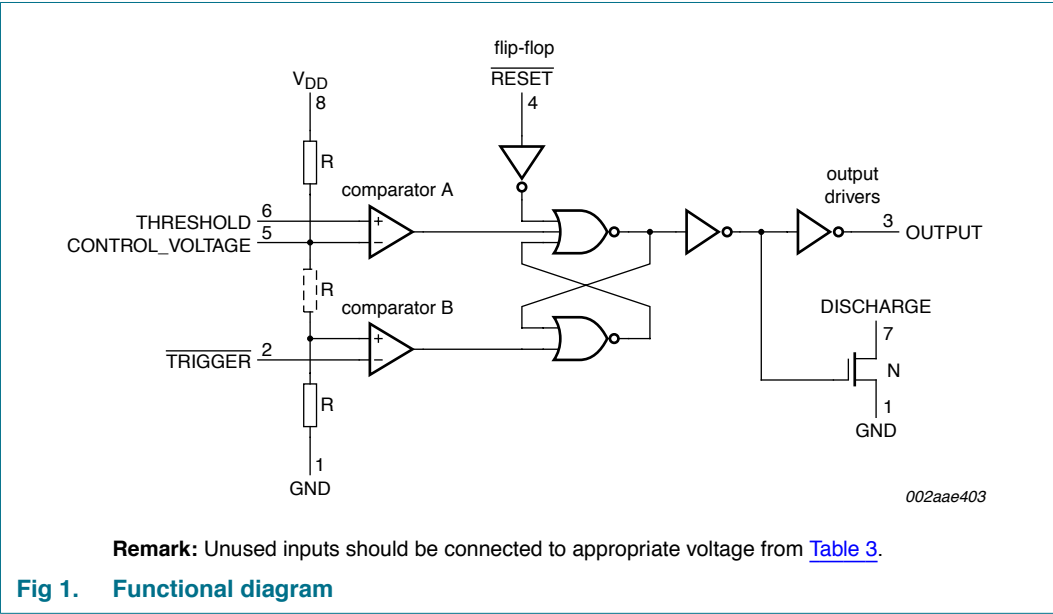 flip-flop
RESET
4
VDD
8
R
comparator A
output
drivers
THRESHOLD 6
+
3
OUTPUT
CONTROL_VOLTAGE 5
−
R
comparator B
DISCHARGE
7
+
TRIGGER 2
−
N
R
1
GND
1
GND
002aae403
Remark: Unused inputs should be connected to appropriate voltage from Table 3.
Fig 1. Functional diagram